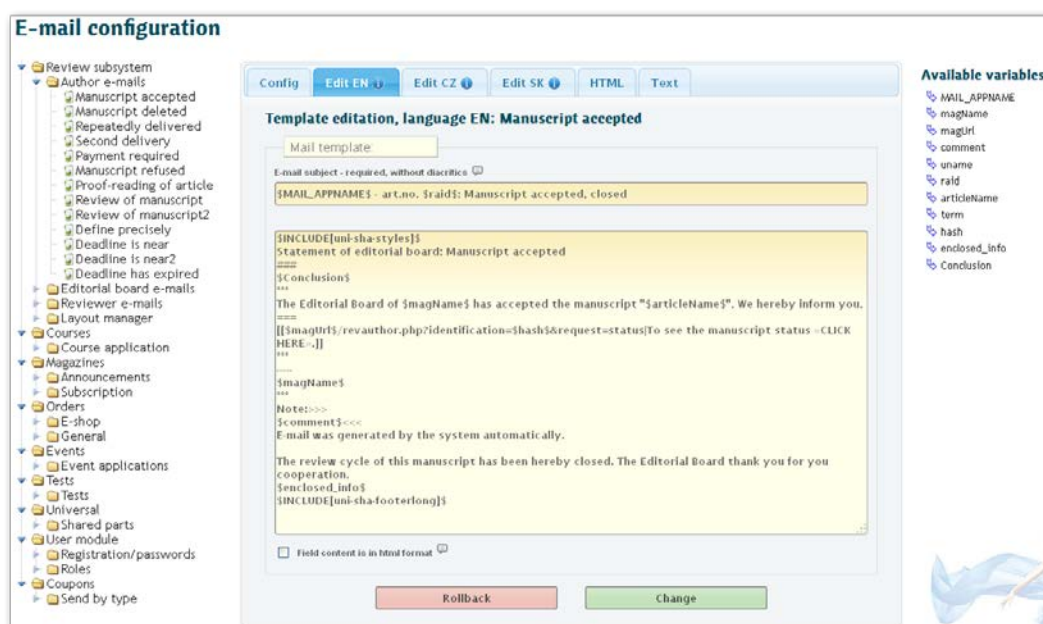 E-mail configuration
Review subsystem
Author e-mails
Manuscript accepted
Manuscript deleted
Repeatedly delivered
Second delivery
Payment required
Manuscript refused
Proof-reading of article
Review of manuscript
Review of manuscript2
Define precisely
Deadline is near
Deadline is near2
Deadline has expired
Editorial board e-mails
Reviewer e-mails
Layout manager
Courses
Course application
Magazines
Announcements
Subscription
Orders
E-shop
General
Events
Event applications
Tests
Tests
Universal
Shared parts
User module
Registration/passwords
Roles
Coupons
Send by type
Config Edit EN Edit CZ Edit SK HTML Text
Template editation, language EN: Manuscript accepted
Mail template:
E-mail subject - required, without diacritics
$MAIL_APPNAME$ - art.no. $raid$: Manuscript accepted, closed
$INCLUDE[uni-sha-styles]$
Statement of editorial board: Manuscript accepted
===
$Conclusion$
***
The Editorial Board of $magName$ has accepted the manuscript "$articleName$". We hereby inform you.
===
[[$magUrl$/revauthor.php?identification=$hash$&request=status|To see the manuscript status =CLICK
HERE=.]]
***
----
$magName$
***
Note:>>>
$comment$<<<
E-mail was generated by the system automatically.
The review cycle of this manuscript has been hereby closed. The Editorial Board thank you for you
cooperation.
$enclosed_info$
$INCLUDE[uni-sha-footerlong]$
Field content is in html format
Rollback Change
Available variables
MAIL_APPNAME
magName
magUrl
comment
uname
raid
articleName
term
hash
enclosed_info
Conclusion